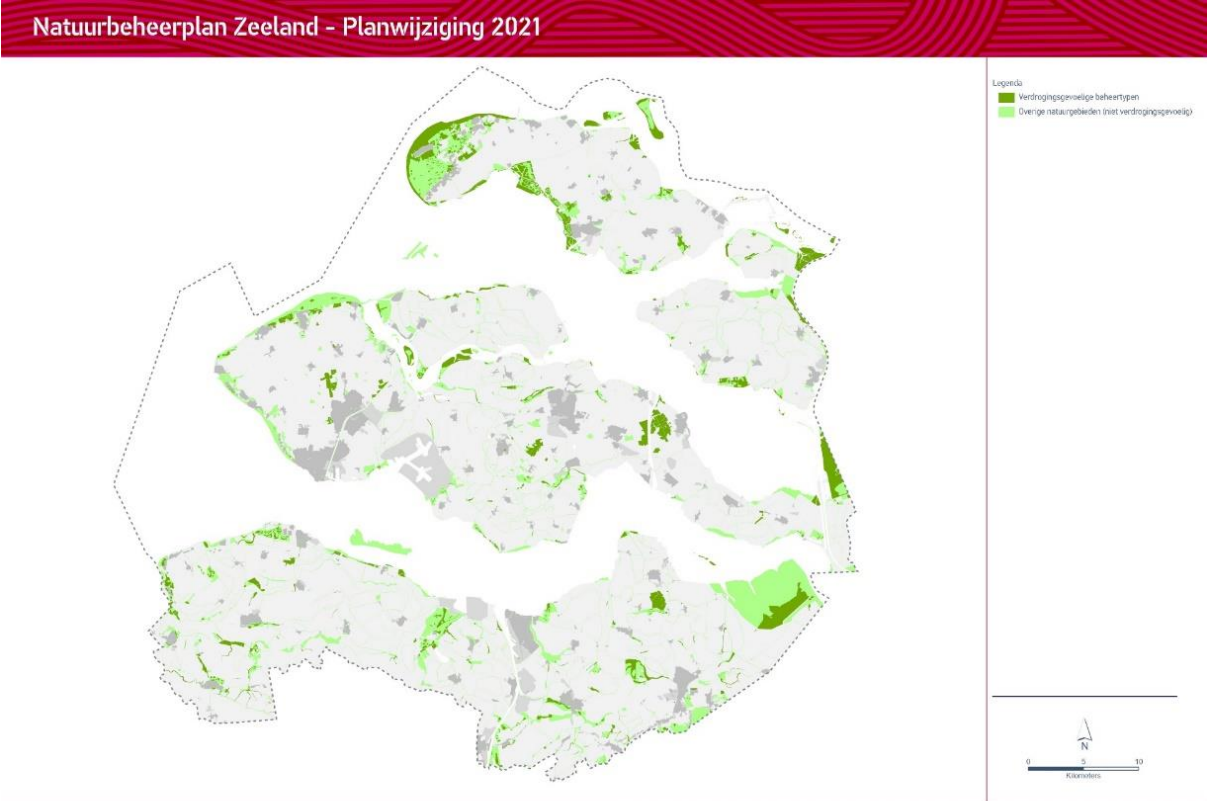 Natuurbeheerplan Zeeland - Planwijziging 2021
Legenda
Verdrogingsgevoelige beheertypen
Overige natuurgebieden (niet verdrogingsgevoelig)
N
0 5 10
Kilometers